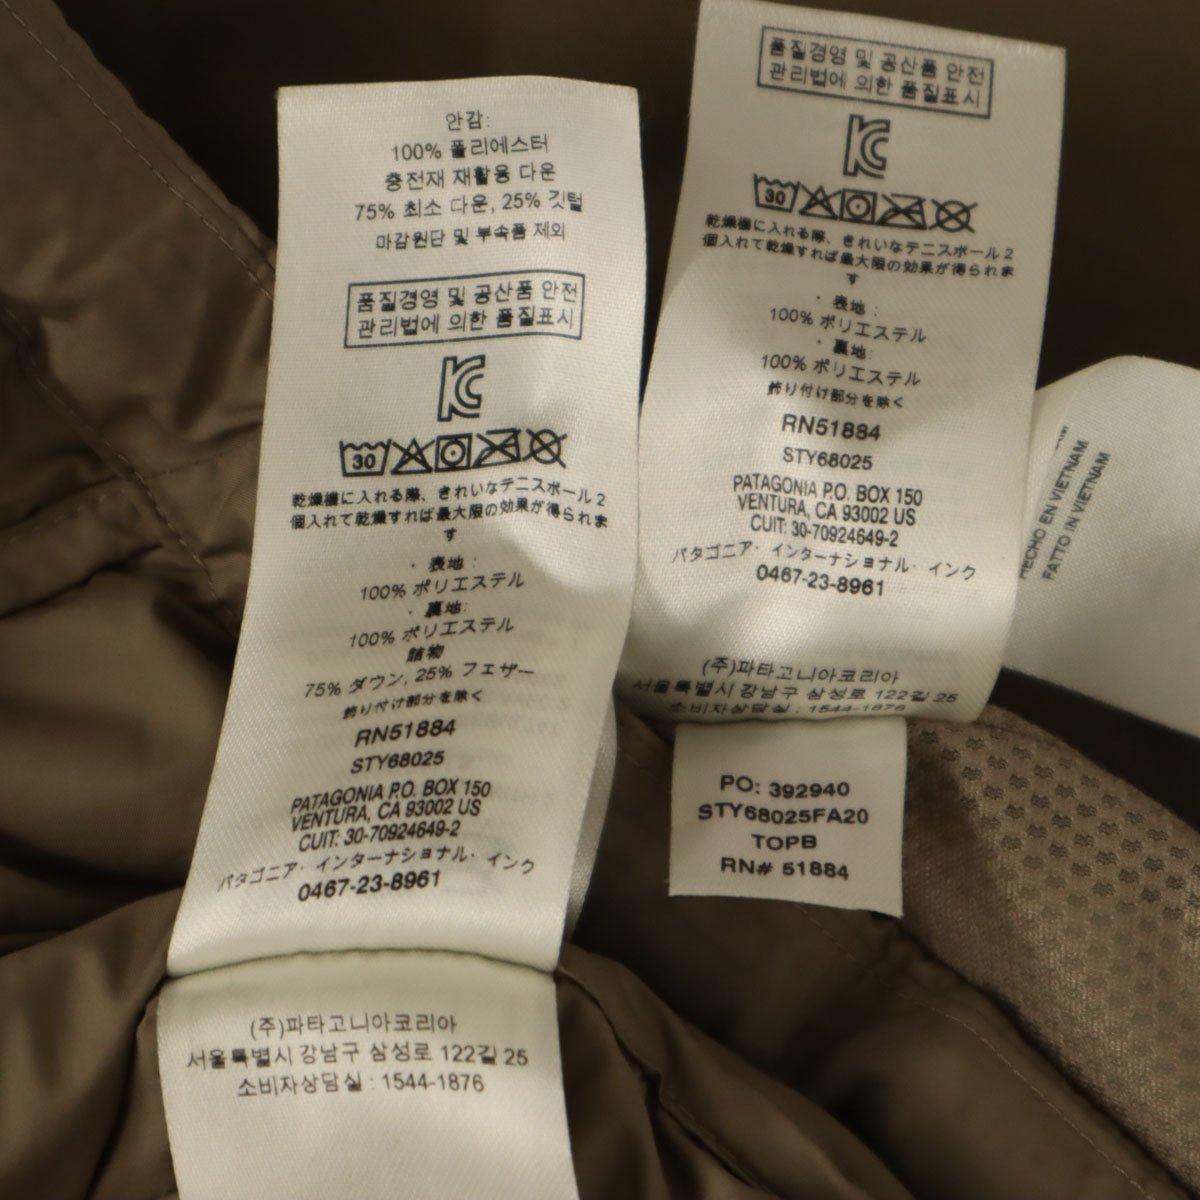 안감:
100% 폴리에스터
충전재 재활용 다운
75% 최소 다운, 25% 깃털
마감원단 및 부속품 제외
품질경영 및 공산품 안전
관리법에 의한 품질표시
30
乾燥機に入れる際、きれいなテニスボール2
個入れて乾燥すれば最大限の効果が得られま
す
・表地:
100% ポリエステル
・裏地:
100% ポリエステル
詰物
75% ダウン, 25% フェザー
飾り付け部分を除く
RN51884
STY68025
PATAGONIA P.O. BOX 150
VENTURA, CA 93002 US
CUIT: 30-70924649-2
パタゴニア・インターナショナル・インク
0467-23-8961
(주)파타고니아코리아
서울특별시 강남구 삼성로 122길 25
소비자상담실 : 1544-1876
품질경영 및 공산품 안전
관리법에 의한 품질표시
30
乾燥機に入れる際、きれいなテニスボール2
個入れて乾燥すれば最大限の効果が得られま
す
・表地:
100% ポリエステル
・裏地:
100% ポリエステル
飾り付け部分を除く
RN51884
STY68025
PATAGONIA P.O. BOX 150
VENTURA, CA 93002 US
CUIT: 30-70924649-2
パタゴニア・インターナショナル・インク
0467-23-8961
(주)파타고니아코리아
서울특별시 강남구 삼성로 122길 25
소비자상담실 : 1544-1876
PO: 392940
STY68025FA20
TOPB
RN# 51884
HECHO EN VIETNAM
FATTO IN VIETNAM